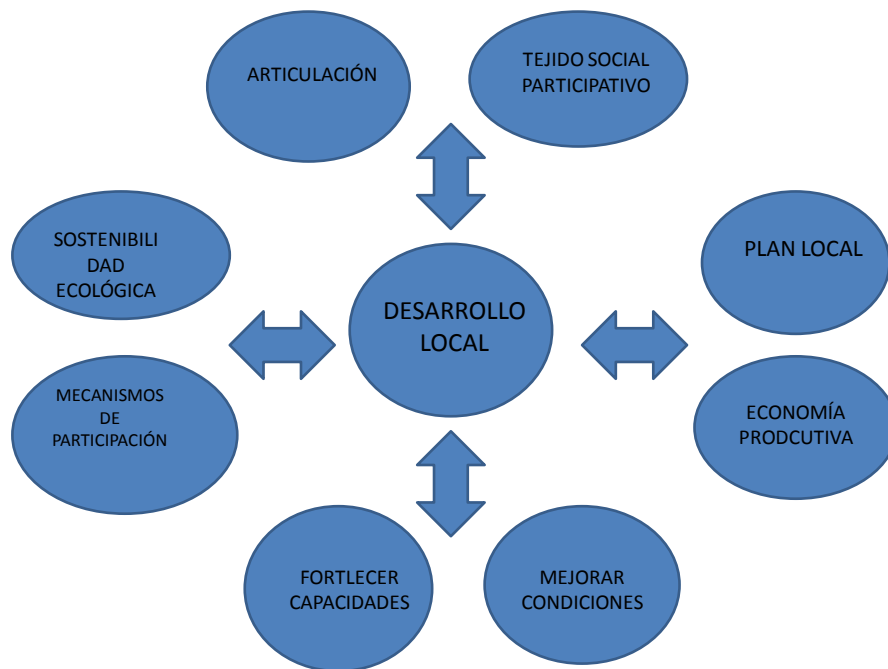 ARTICULACIÓN
TEJIDO SOCIAL
PARTICIPATIVO
SOSTENIBILI
DAD
ECOLÓGICA
PLAN LOCAL
DESARROLLO
LOCAL
MECANISMOS
DE
PARTICIPACIÓN
ECONOMÍA
PRODCUTIVA
FORTLECER
CAPACIDADES
MEJORAR
CONDICIONES